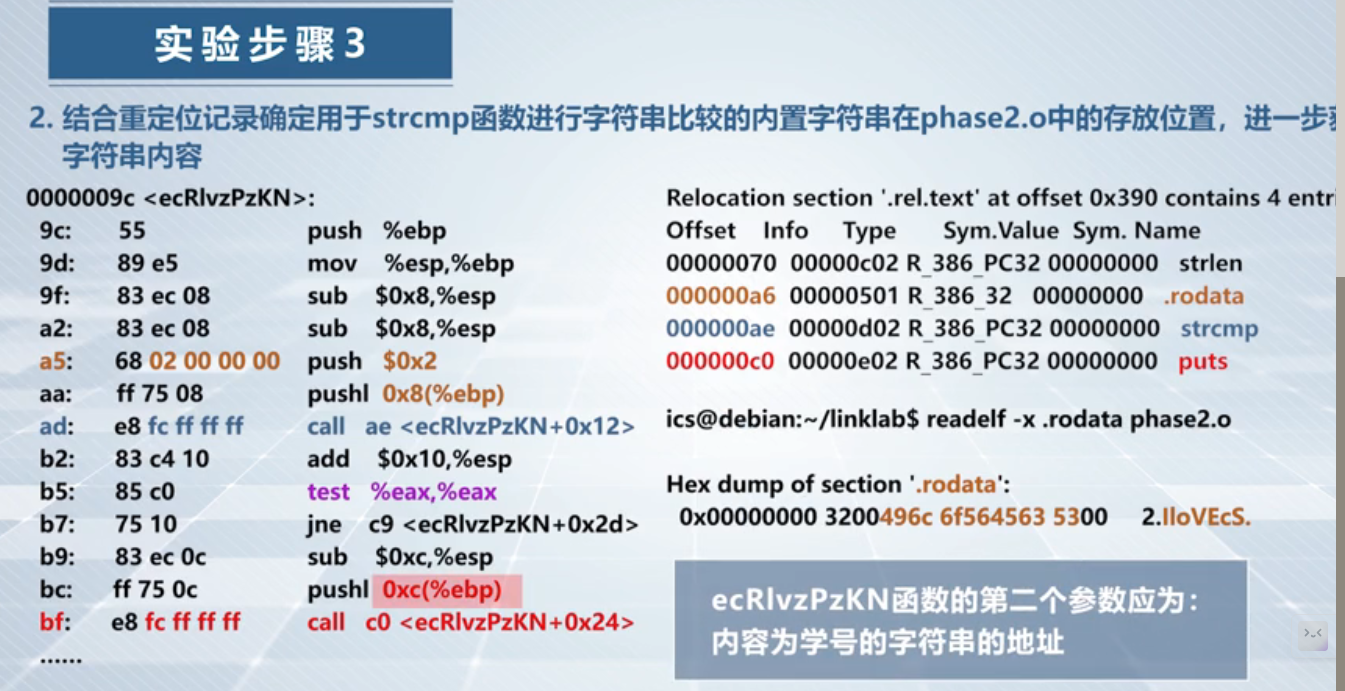 实验步骤3
2. 结合重定位记录确定用于strcmp函数进行字符串比较的内置字符串在phase2.o中的存放位置，进一步
字符串内容
0000009c <ecRlvzPzKN>:
9c: 55 push %ebp
9d: 89 e5 mov %esp,%ebp
9f: 83 ec 08 sub $0x8,%esp
a2: 83 ec 08 sub $0x8,%esp
a5: 68 02 00 00 00 push $0x2
aa: ff 75 08 pushl 0x8(%ebp)
ad: e8 fc ff ff ff call ae <ecRlvzPzKN+0x12>
b2: 83 c4 10 add $0x10,%esp
b5: 85 c0 test %eax,%eax
b7: 75 10 jne c9 <ecRlvzPzKN+0x2d>
b9: 83 ec 0c sub $0xc,%esp
bc: ff 75 0c pushl 0xc(%ebp)
bf: e8 fc ff ff ff call c0 <ecRlvzPzKN+0x24>
......
Relocation section '.rel.text' at offset 0x390 contains 4
Offset Info Type Sym.Value Sym. Name
00000070 00000c02 R_386_PC32 00000000 strlen
000000a6 00000501 R_386_32 00000000 .rodata
000000ae 00000d02 R_386_PC32 00000000 strcmp
000000c0 00000e02 R_386_PC32 00000000 puts
ics@debian:~/linklab$ readelf -x .rodata phase2.o
Hex dump of section '.rodata':
0x00000000 3200496c 6f564563 5300 2.IloVEcS.
ecRlvzPzKN函数的第二个参数应为：
内容为学号的字符串的地址